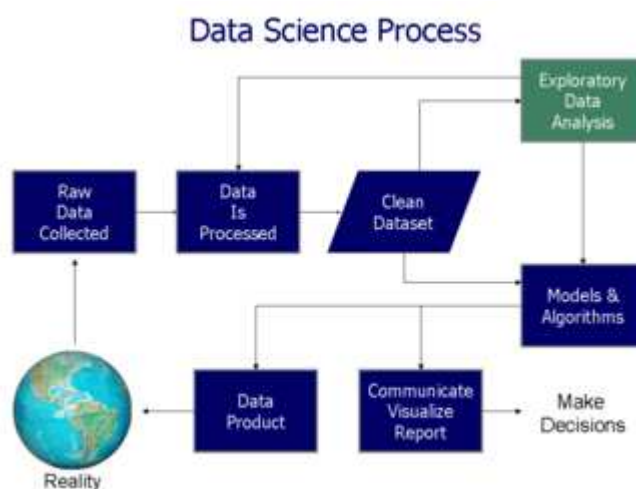 Data Science Process
Exploratory
Data
Analysis
Raw
Data
Collected
Data
Is
Processed
Clean
Dataset
Models &
Algorithms
Data
Product
Communicate
Visualize
Report
Make
Decisions
Reality